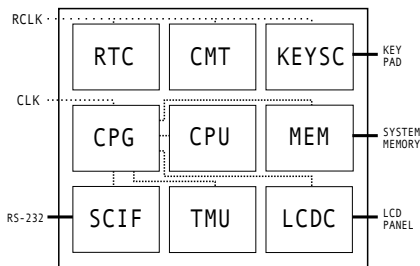 RCLK
RTC CMT KEYSC
KEY
PAD
CLK
CPG CPU MEM
SYSTEM
MEMORY
RS-232
SCIF TMU LCDC
LCD
PANEL